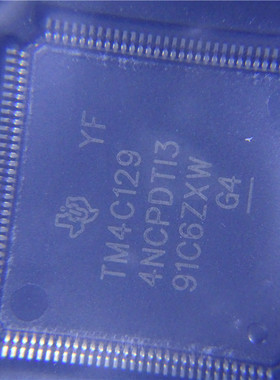 YF
TM4C129
4NCPDTI3
91C6ZXW
G4